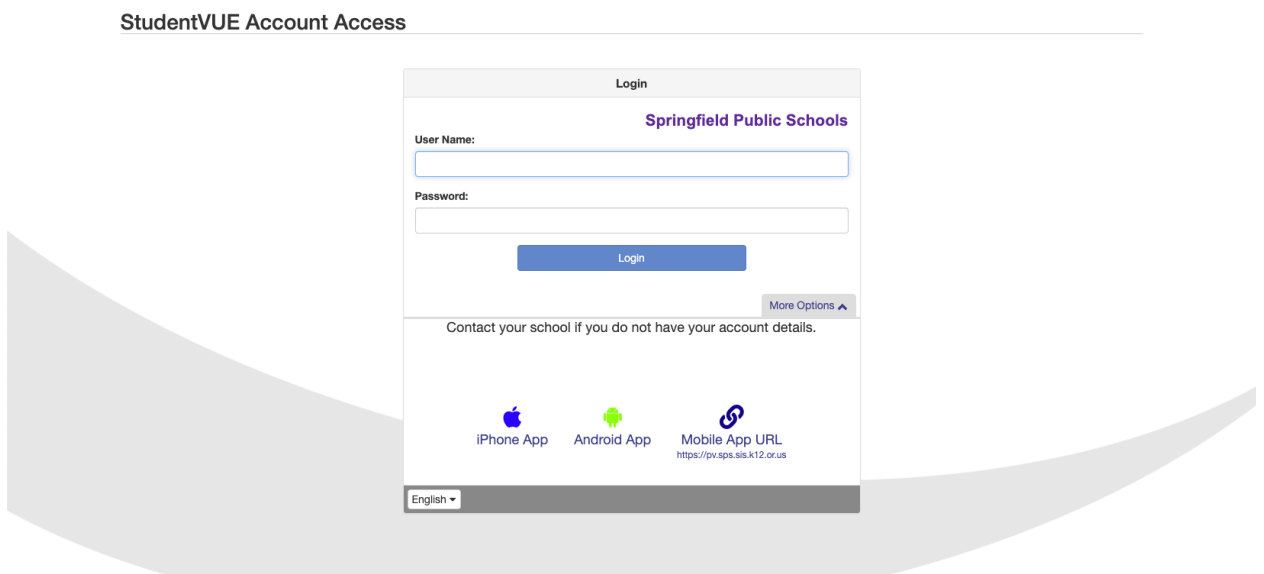 StudentVUE Account Access
Login
Springfield Public Schools
User Name:
Password:
Login
More Options
Contact your school if you do not have your account details.
iPhone App Android App Mobile App URL
https://pv.sps.sis.k12.or.us
English